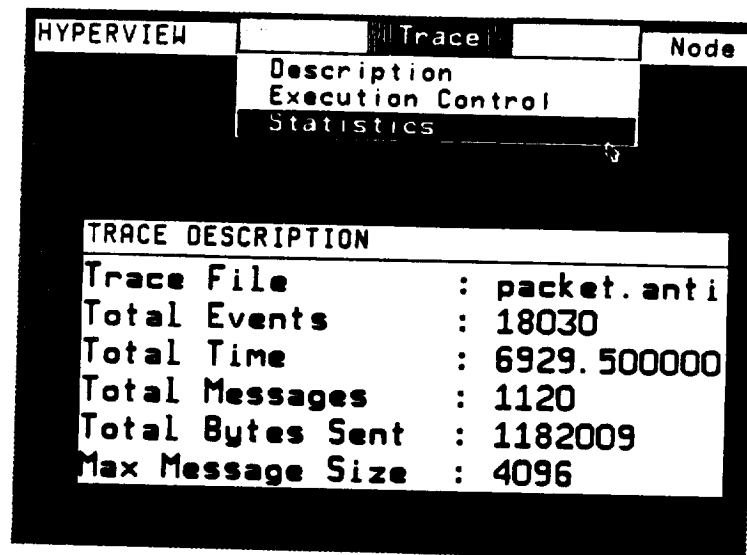 HYPERVIEW Trace Node
Description
Execution Control
Statistics
TRACE DESCRIPTION
Trace File : packet.anti
Total Events : 18030
Total Time : 6929.500000
Total Messages : 1120
Total Bytes Sent : 1182009
Max Message Size : 4096